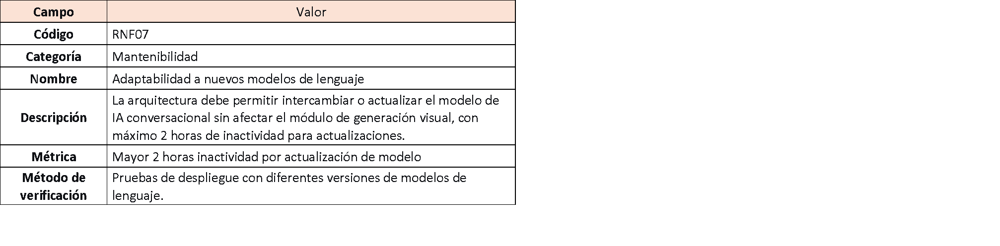 Campo Valor
Código RNF07
Categoría Mantenibilidad
Nombre Adaptabilidad a nuevos modelos de lenguaje
Descripción
La arquitectura debe permitir intercambiar o actualizar el modelo de
IA conversacional sin afectar el módulo de generación visual, con
máximo 2 horas de inactividad para actualizaciones.
Métrica Mayor 2 horas inactividad por actualización de modelo
Método de
verificación
Pruebas de despliegue con diferentes versiones de modelos de
lenguaje.